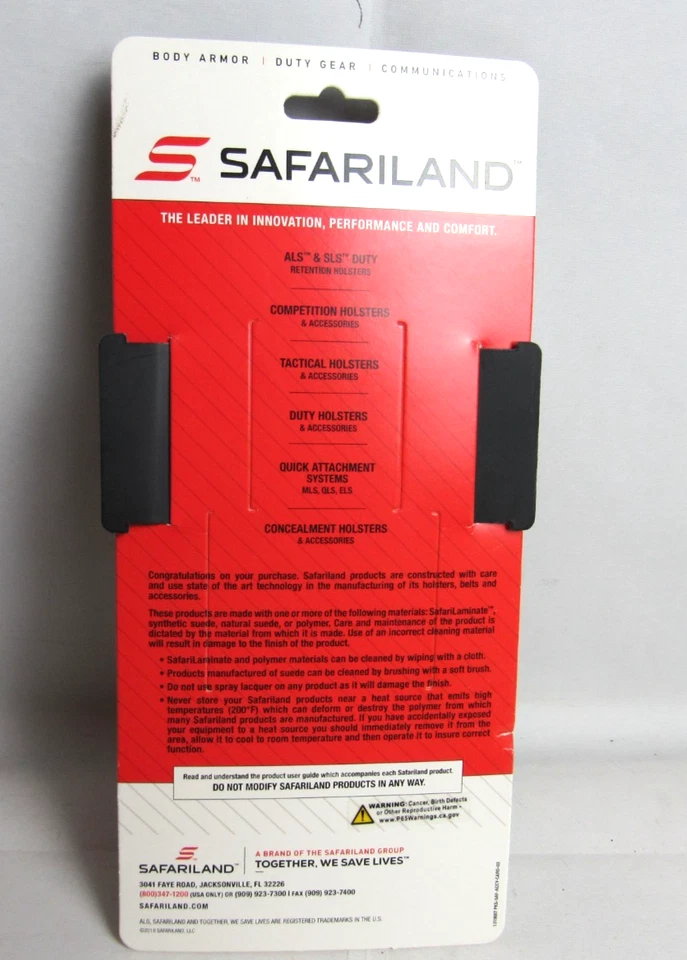 BODY ARMOR | DUTY GEAR | COMMUNICATIONS
SAFARILAND™
THE LEADER IN INNOVATION, PERFORMANCE AND COMFORT.
ALS™ & SLS™ DUTY
RETENTION HOLSTERS
COMPETITION HOLSTERS
& ACCESSORIES
TACTICAL HOLSTERS
& ACCESSORIES
DUTY HOLSTERS
& ACCESSORIES
QUICK ATTACHMENT
SYSTEMS
MLS, QLS, ELS
CONCEALMENT HOLSTERS
& ACCESSORIES
Congratulations on your purchase. Safariland products are constructed with care
and use state of the art technology in the manufacturing of its holsters, belts and
accessories.
These products are made with one or more of the following materials: SafariLaminate™,
synthetic suede, natural suede, or polymer. Care and maintenance of the product is
dictated by the material from which it is made. Use of an incorrect cleaning material
will result in damage to the finish of the product.
• SafariLaminate and polymer materials can be cleaned by wiping with a cloth.
• Products manufactured of suede can be cleaned by brushing with a soft brush.
• Do not use spray lacquer on any product as it will damage the finish.
• Never store your Safariland products near a heat source that emits high
temperatures (200°F) which can deform or destroy the polymer from which
many Safariland products are manufactured. If you have accidentally exposed
your equipment to a heat source you should immediately remove it from the
area, allow it to cool to room temperature and then operate it to insure correct
function.
Read and understand the product user guide which accompanies each Safariland product.
DO NOT MODIFY SAFARILAND PRODUCTS IN ANY WAY.
WARNING: Cancer, Birth Defects
or Other Reproductive Harm -
www.P65Warnings.ca.gov
SAFARILAND™
A BRAND OF THE SAFARILAND GROUP
TOGETHER, WE SAVE LIVES™
3041 FAYE ROAD, JACKSONVILLE, FL 32226
(800)347-1200 (USA ONLY) OR (909) 923-7300 | FAX (909) 923-7400
SAFARILAND.COM
ALS, SAFARILAND AND TOGETHER, WE SAVE LIVES ARE REGISTERED TRADEMARKS IN THE U.S.